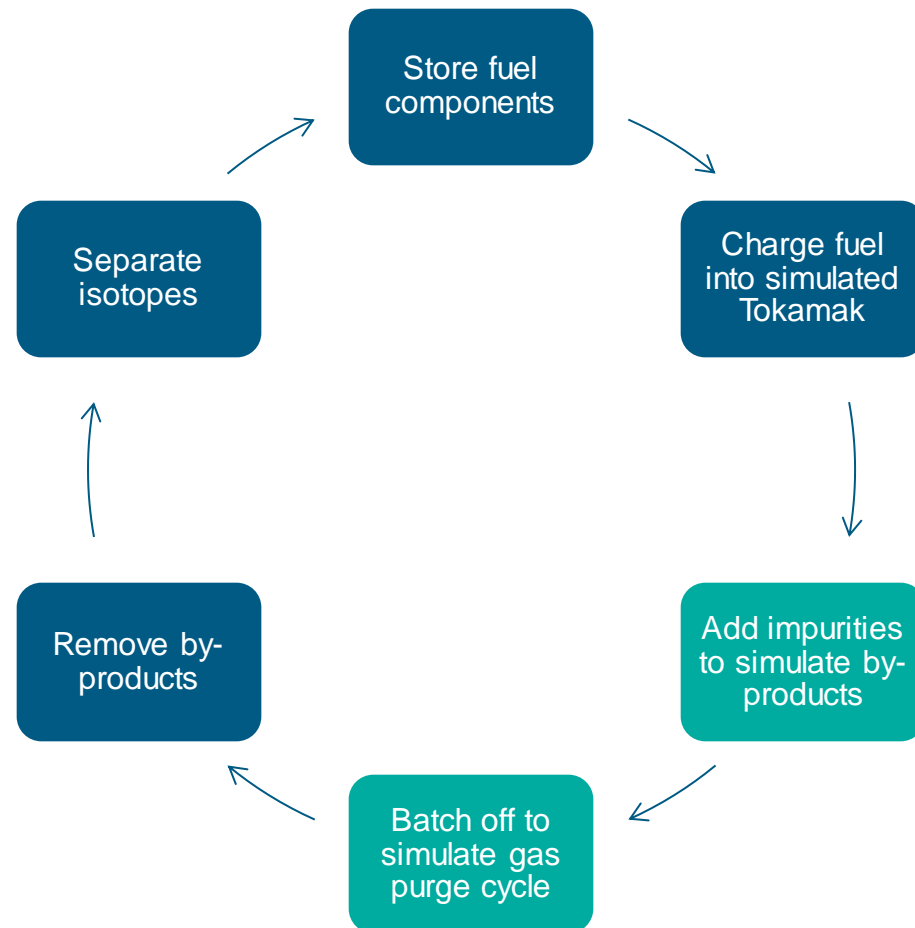 Store fuel
components
Charge fuel
into simulated
Tokamak
Add impurities
to simulate by-
products
Batch off to
simulate gas
purge cycle
Remove by-
products
Separate
isotopes